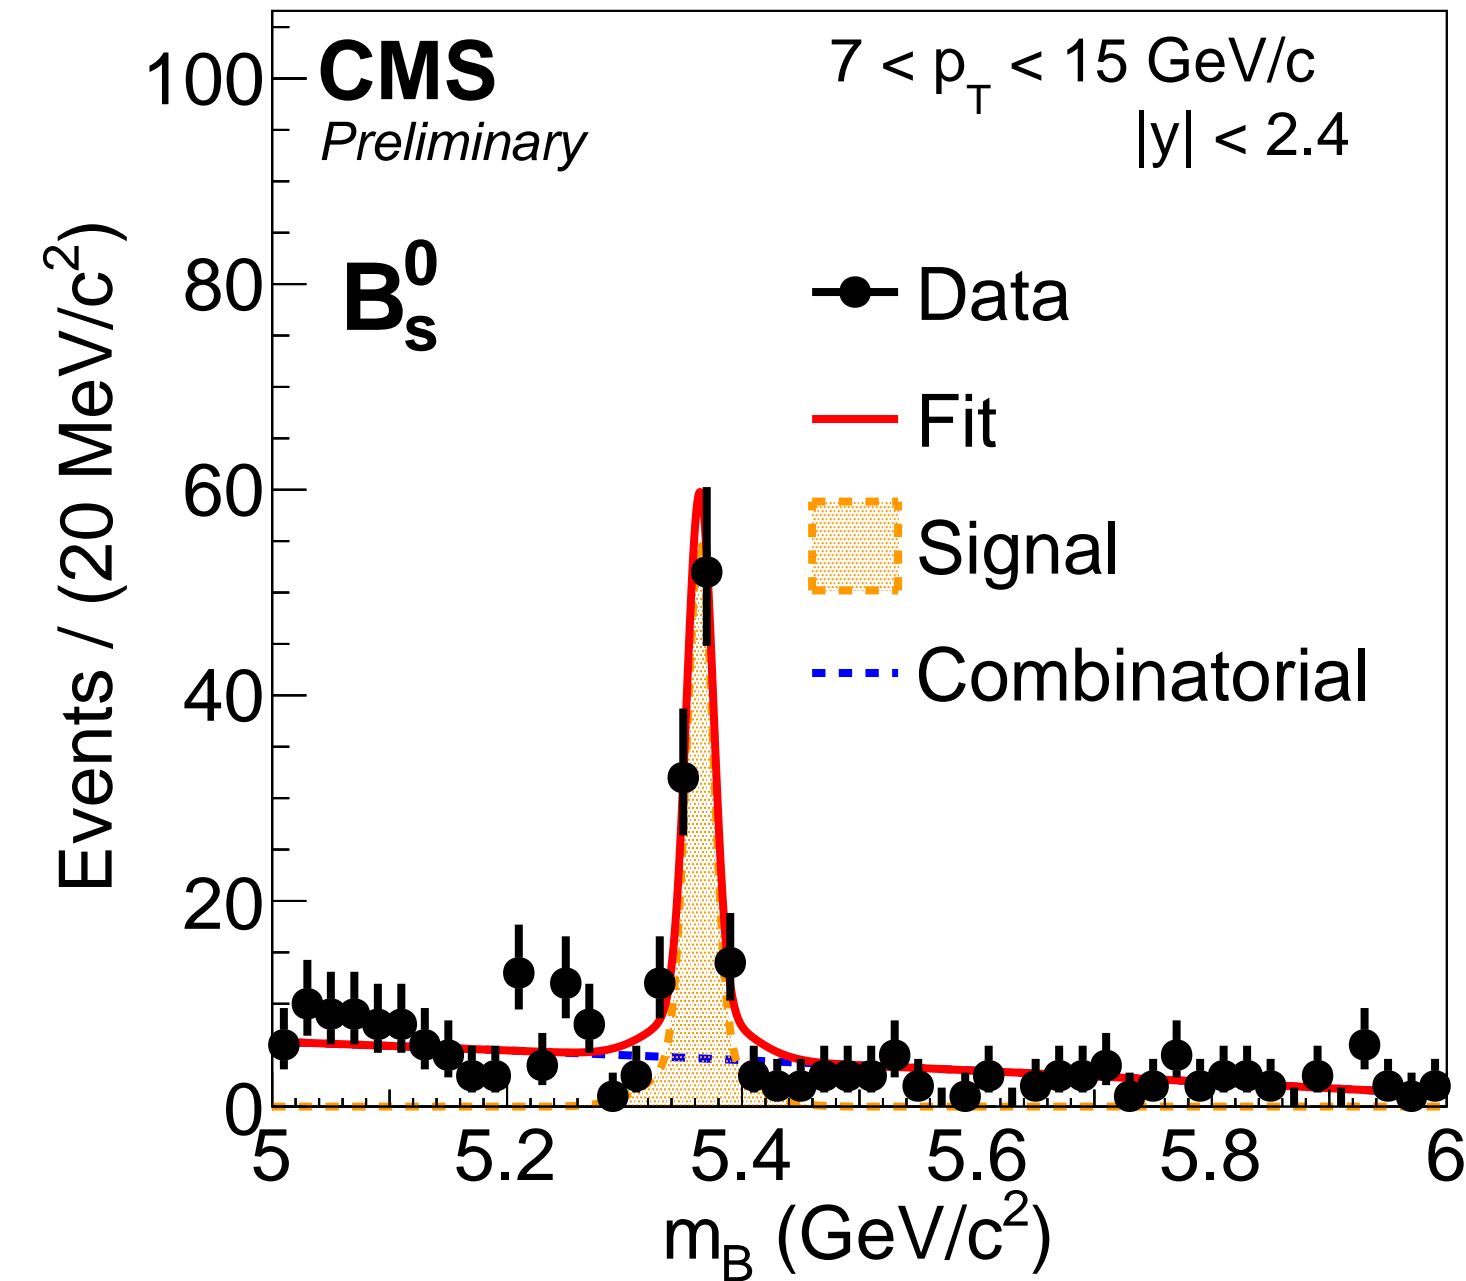 CMS
Preliminary
7 < p_T < 15 GeV/c
|y| < 2.4
B_s^0
Data
Fit
Signal
Combinatorial
Events / (20 MeV/c^2)
100
80
60
40
20
0
5 5.2 5.4 5.6 5.8 6
m_B (GeV/c^2)